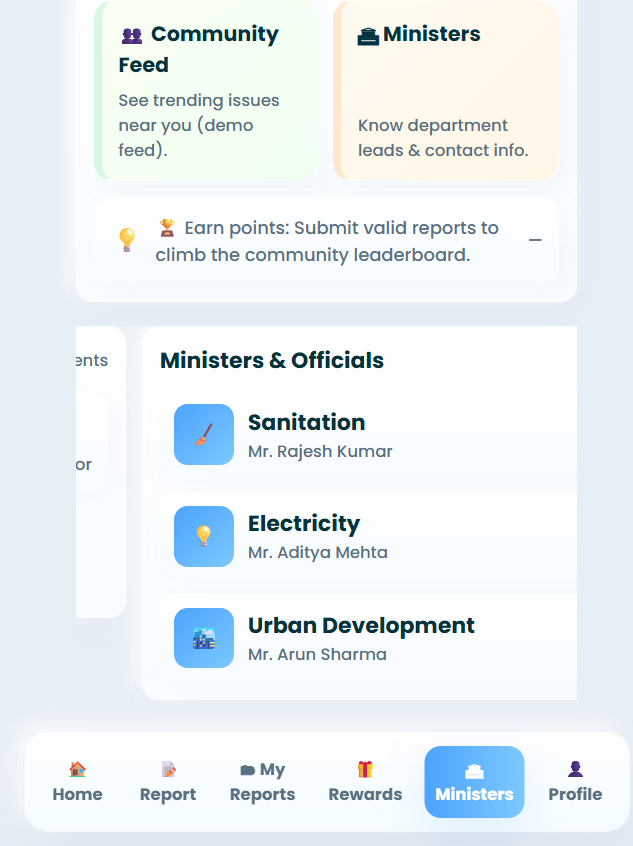 Community
Feed
See trending issues
near you (demo
feed).
Ministers
Know department
leads & contact info.
Earn points: Submit valid reports to
climb the community leaderboard.
ents
or
Ministers & Officials
Sanitation
Mr. Rajesh Kumar
Electricity
Mr. Aditya Mehta
Urban Development
Mr. Arun Sharma
Home
Report
My
Reports
Rewards
Ministers
Profile